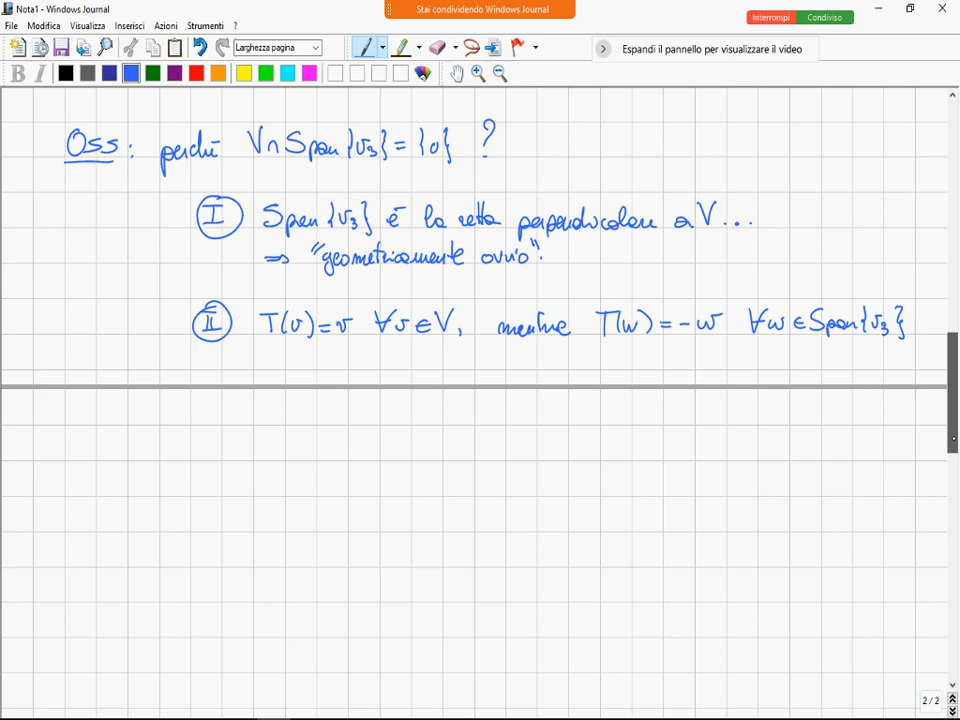 Nota1 - Windows Journal
Stai condividendo Windows Journal
Interrompi
Condiviso
File Modifica Visualizza Inserisci Azioni Strumenti ?
Larghezza pagina
Espandi il pannello per visualizzare il video
B I
Oss: perché V∩Span{v₃}={0} ?
I Span{v₃} è la retta perpendicolare a V...
⇒ "geometricamente ovvio".
II T(v)=v ∀v∈V, mentre T(w)=-w ∀w∈Span{v₃}
2 / 2